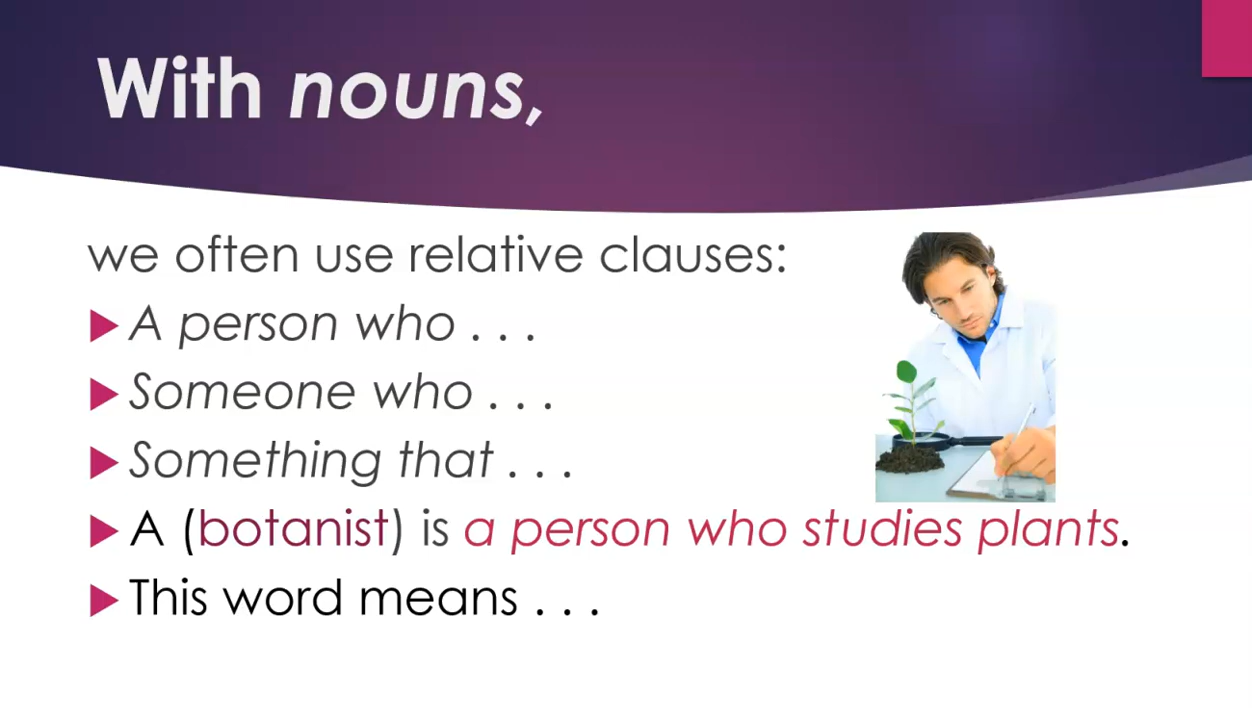 With nouns,
we often use relative clauses:
A person who . . .
Someone who . . .
Something that . . .
A (botanist) is a person who studies plants.
This word means . . .